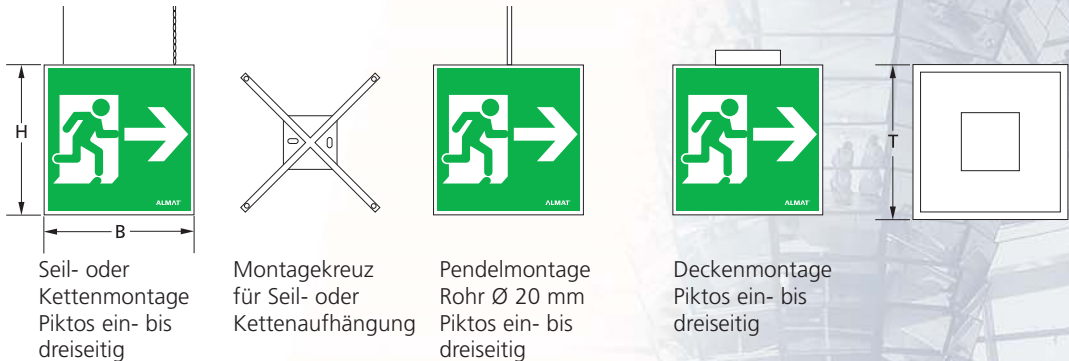 H
B
T
ALMAT
ALMAT
ALMAT
Seil- oder
Kettenmontage
Piktos ein- bis
dreiseitig
Montagekreuz
für Seil- oder
Kettenaufhängung
Pendelmontage
Rohr Ø 20 mm
Piktos ein- bis
dreiseitig
Deckenmontage
Piktos ein- bis
dreiseitig